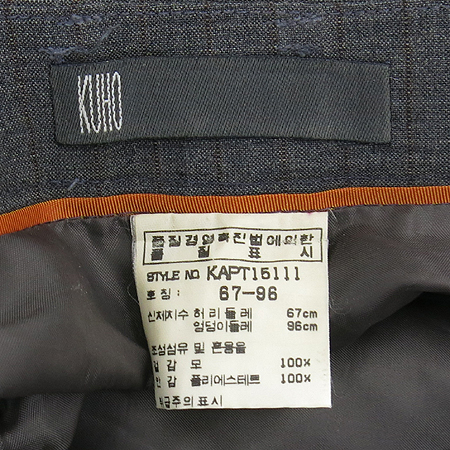 KUHO
품질경영촉진법에의한
품 질 표 시
STYLE NO KAPT15111
호 칭 : 67-96
신체치수 허 리 둘 레 67cm
엉덩이둘레 96cm
조성섬유 및 혼용율
겉 감 모 100%
안 감 폴리에스테트 100%
취급주의 표시